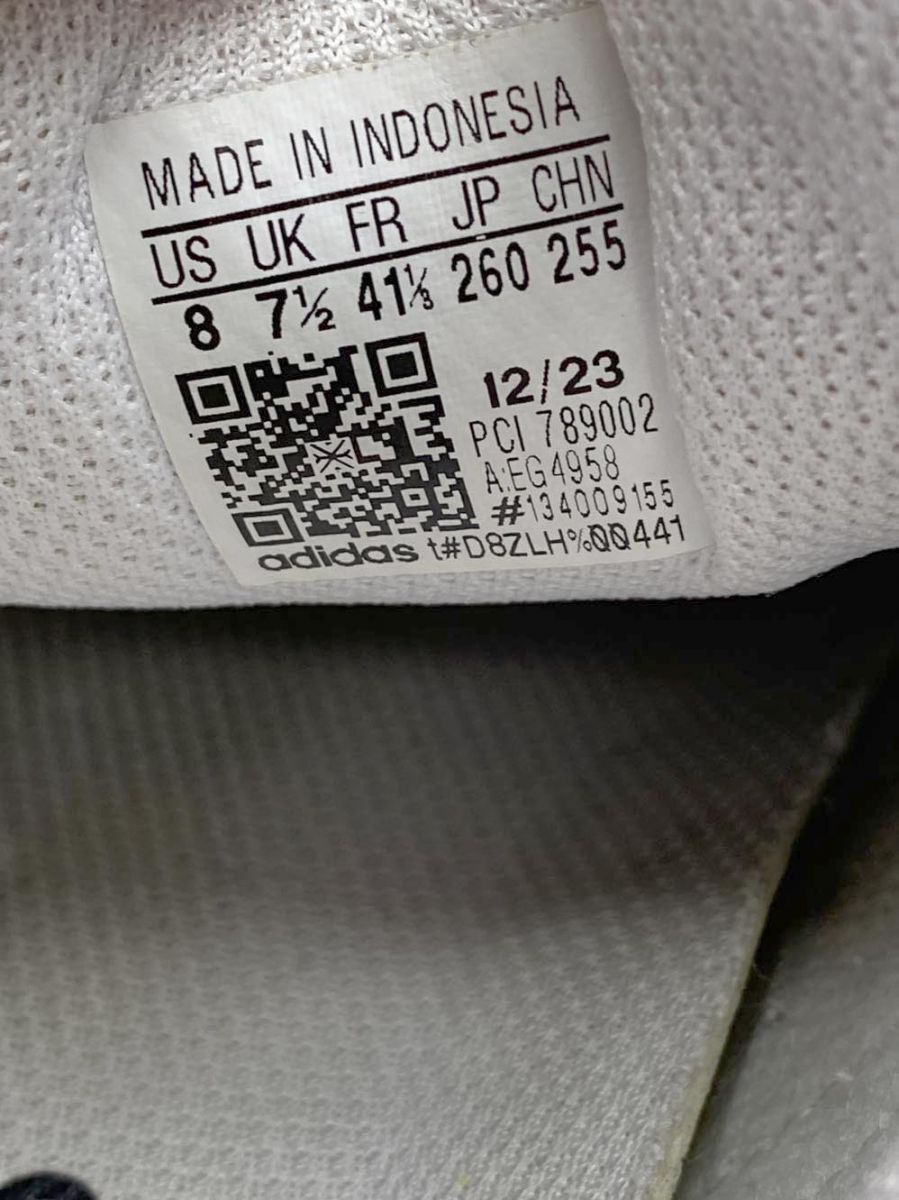 MADE IN INDONESIA
US UK FR JP CHN
8 7½ 41⅓ 260 255
12/23
PCI 789002
A:EG4958
#134009155
adidas t#D8ZLH%00441